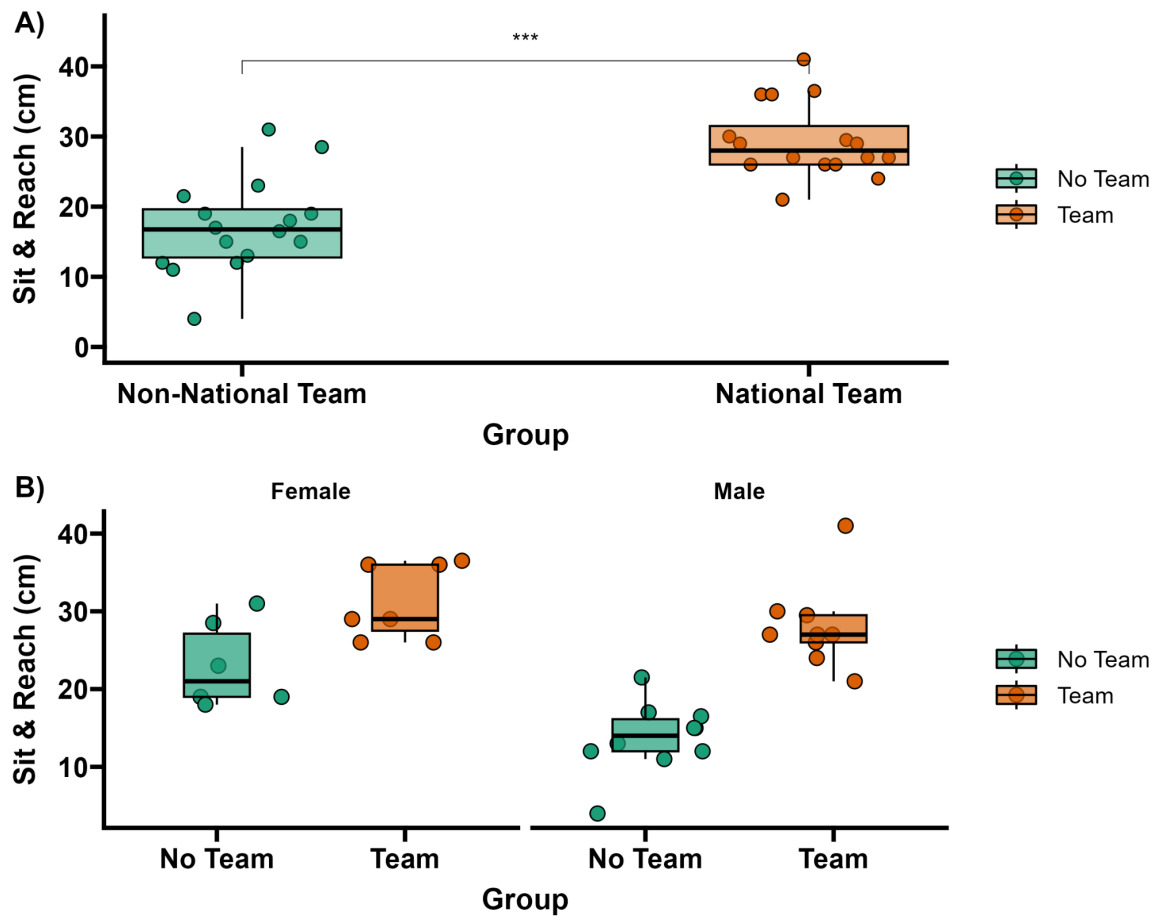 A)
Sit & Reach (cm)
40
30
20
10
0
***
Non-National Team
National Team
Group
No Team
Team
B)
Female
Male
Sit & Reach (cm)
40
30
20
10
No Team
Team
No Team
Team
Group
No Team
Team